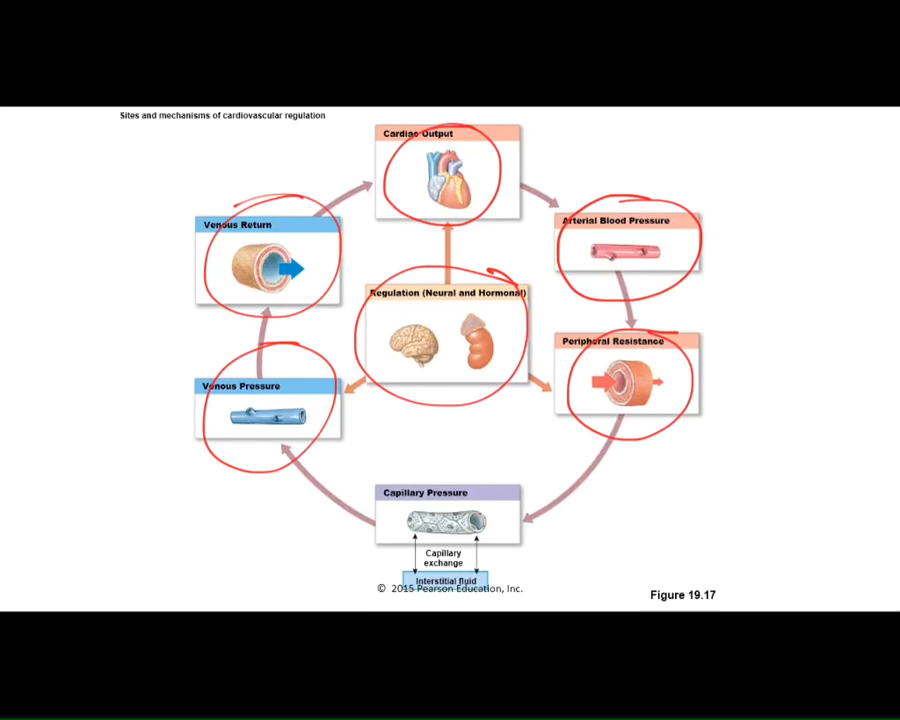 Sites and mechanisms of cardiovascular regulation
Cardiac Output
Venous Return
Arterial Blood Pressure
Regulation (Neural and Hormonal)
Peripheral Resistance
Venous Pressure
Capillary Pressure
Capillary
exchange
Interstitial fluid
© 2015 Pearson Education, Inc.
Figure 19.17